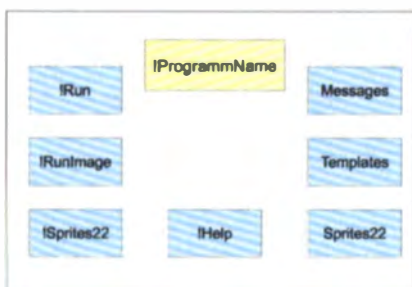 !ProgrammName
!Run
Messages
!RunImage
Templates
!Sprites22
!Help
Sprites22